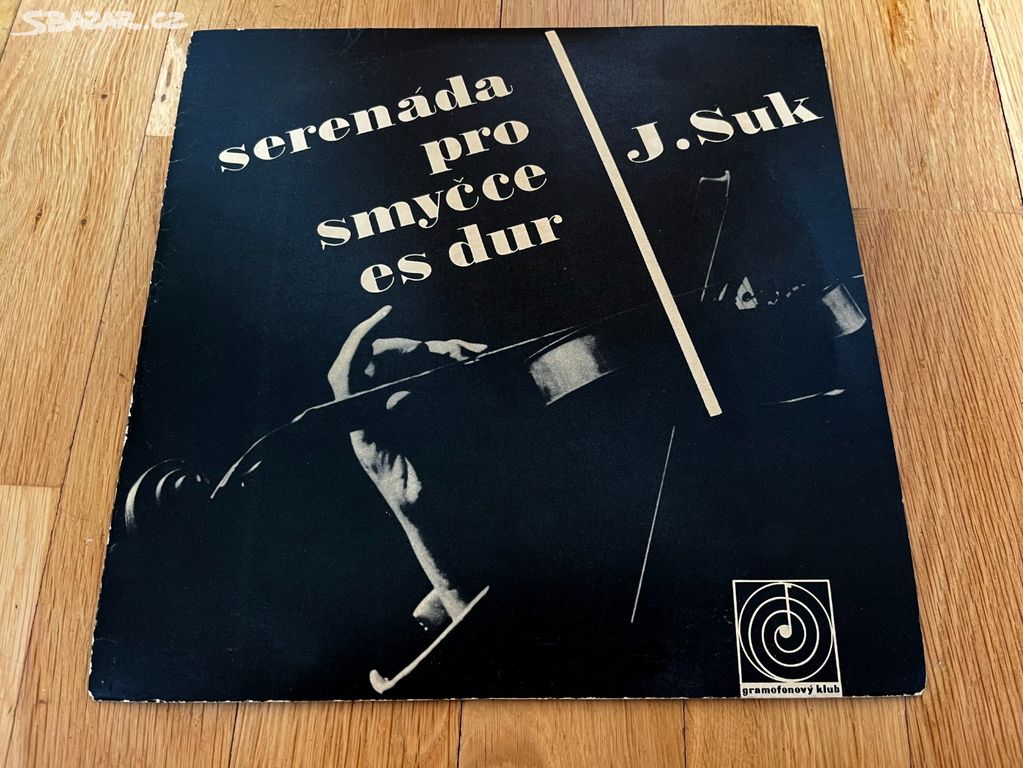 SBAZAR.CZ
serenáda
pro
smyčce
es dur
J. Suk
gramofonový klub